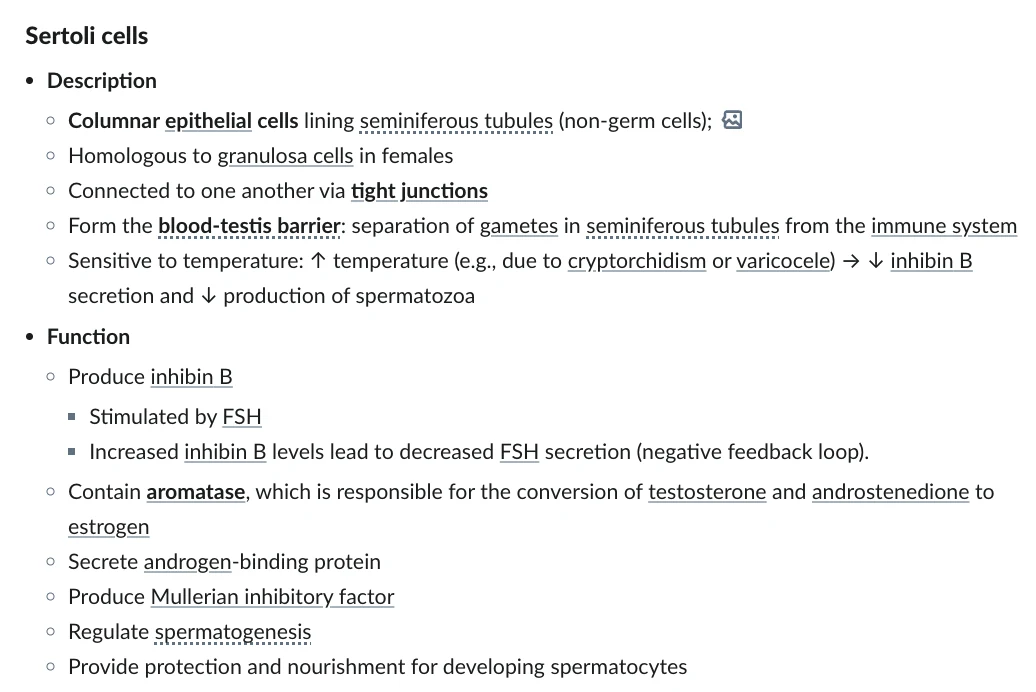 Sertoli cells
• Description
○ Columnar epithelial cells lining seminiferous tubules (non-germ cells);
○ Homologous to granulosa cells in females
○ Connected to one another via tight junctions
○ Form the blood-testis barrier: separation of gametes in seminiferous tubules from the immune system
○ Sensitive to temperature: ↑ temperature (e.g., due to cryptorchidism or varicocele) → ↓ inhibin B
secretion and ↓ production of spermatozoa
• Function
○ Produce inhibin B
▪ Stimulated by FSH
▪ Increased inhibin B levels lead to decreased FSH secretion (negative feedback loop).
○ Contain aromatase, which is responsible for the conversion of testosterone and androstenedione to
estrogen
○ Secrete androgen-binding protein
○ Produce Mullerian inhibitory factor
○ Regulate spermatogenesis
○ Provide protection and nourishment for developing spermatocytes